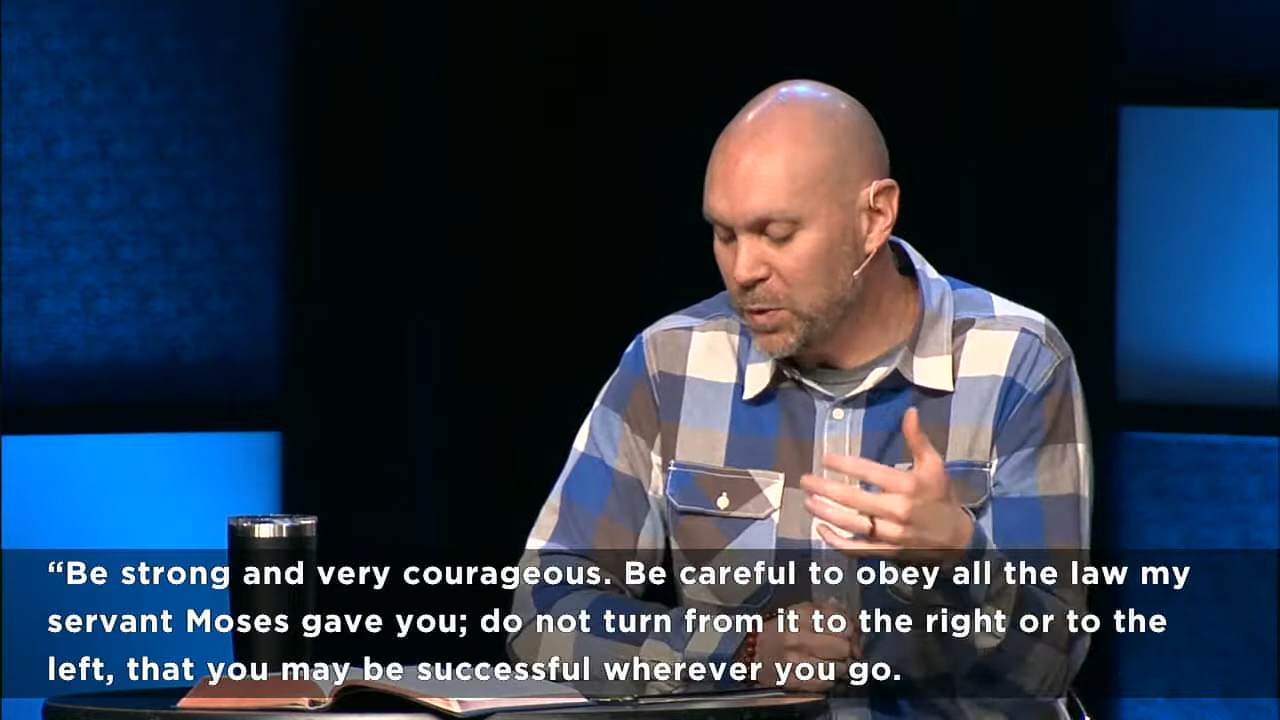 “Be strong and very courageous. Be careful to obey all the law my
servant Moses gave you; do not turn from it to the right or to the
left, that you may be successful wherever you go.